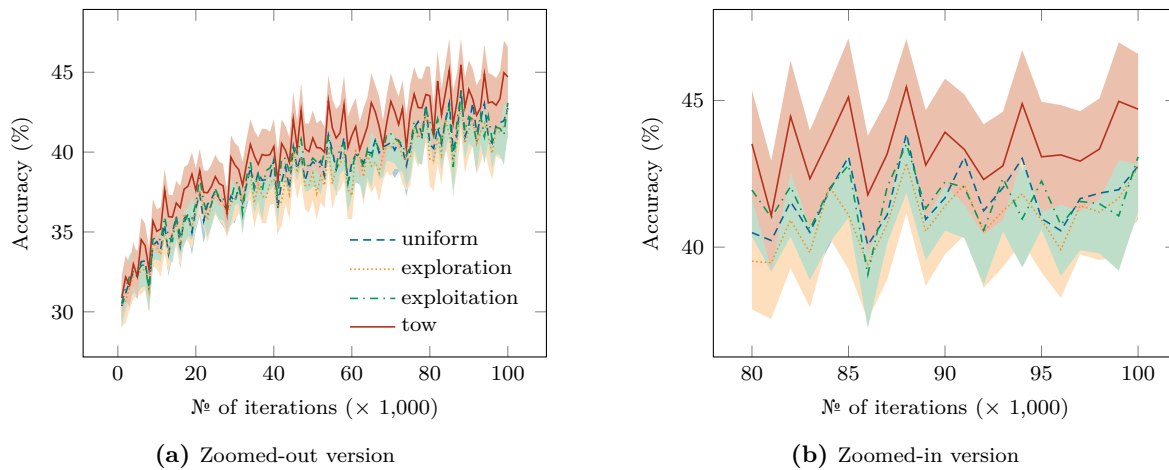 45
40
35
30
Accuracy (%)
uniform
exploration
exploitation
tow
0 20 40 60 80 100
№ of iterations (× 1,000)
(a) Zoomed-out version
45
40
Accuracy (%)
80 85 90 95 100
№ of iterations (× 1,000)
(b) Zoomed-in version